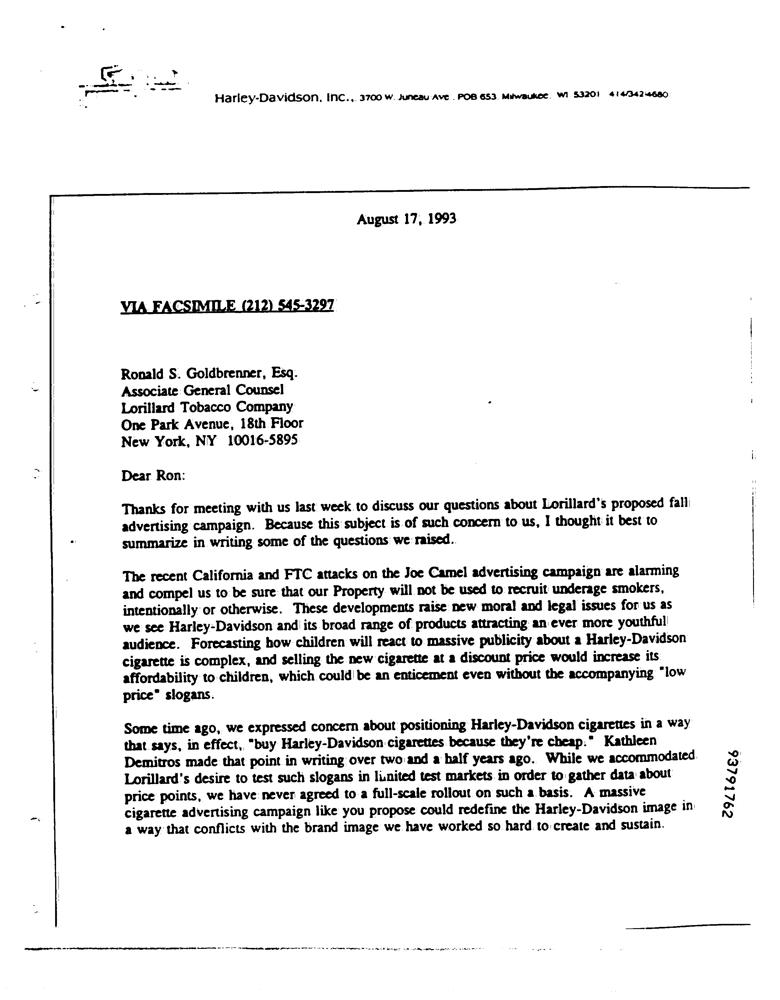 Harley-Davidson, Inc., 3700 W. Juneau Ave. POB 653 Milwaukee, WI 53201 414/342-4680
August 17, 1993
VIA FACSIMILE (212) 545-3297
Ronald S. Goldbrenner, Esq.
Associate General Counsel
Lorillard Tobacco Company
One Park Avenue, 18th Floor
New York, NY 10016-5895
Dear Ron:
Thanks for meeting with us last week to discuss our questions about Lorillard's proposed fall
advertising campaign. Because this subject is of such concern to us, I thought it best to
summarize in writing some of the questions we raised.
The recent California and FTC attacks on the Joe Camel advertising campaign are alarming
and compel us to be sure that our Property will not be used to recruit underage smokers,
intentionally or otherwise. These developments raise new moral and legal issues for us as
we see Harley-Davidson and its broad range of products attracting an ever more youthful
audience. Forecasting how children will react to massive publicity about a Harley-Davidson
cigarette is complex, and selling the new cigarette at a discount price would increase its
affordability to children, which could be an enticement even without the accompanying "low
price" slogans.
Some time ago, we expressed concern about positioning Harley-Davidson cigarettes in a way
that says, in effect, "buy Harley-Davidson cigarettes because they're cheap." Kathleen
Demitros made that point in writing over two and a half years ago. While we accommodated
Lorillard's desire to test such slogans in limited test markets in order to gather data about
price points, we have never agreed to a full-scale rollout on such a basis. A massive
cigarette advertising campaign like you propose could redefine the Harley-Davidson image in
a way that conflicts with the brand image we have worked so hard to create and sustain.
93791762